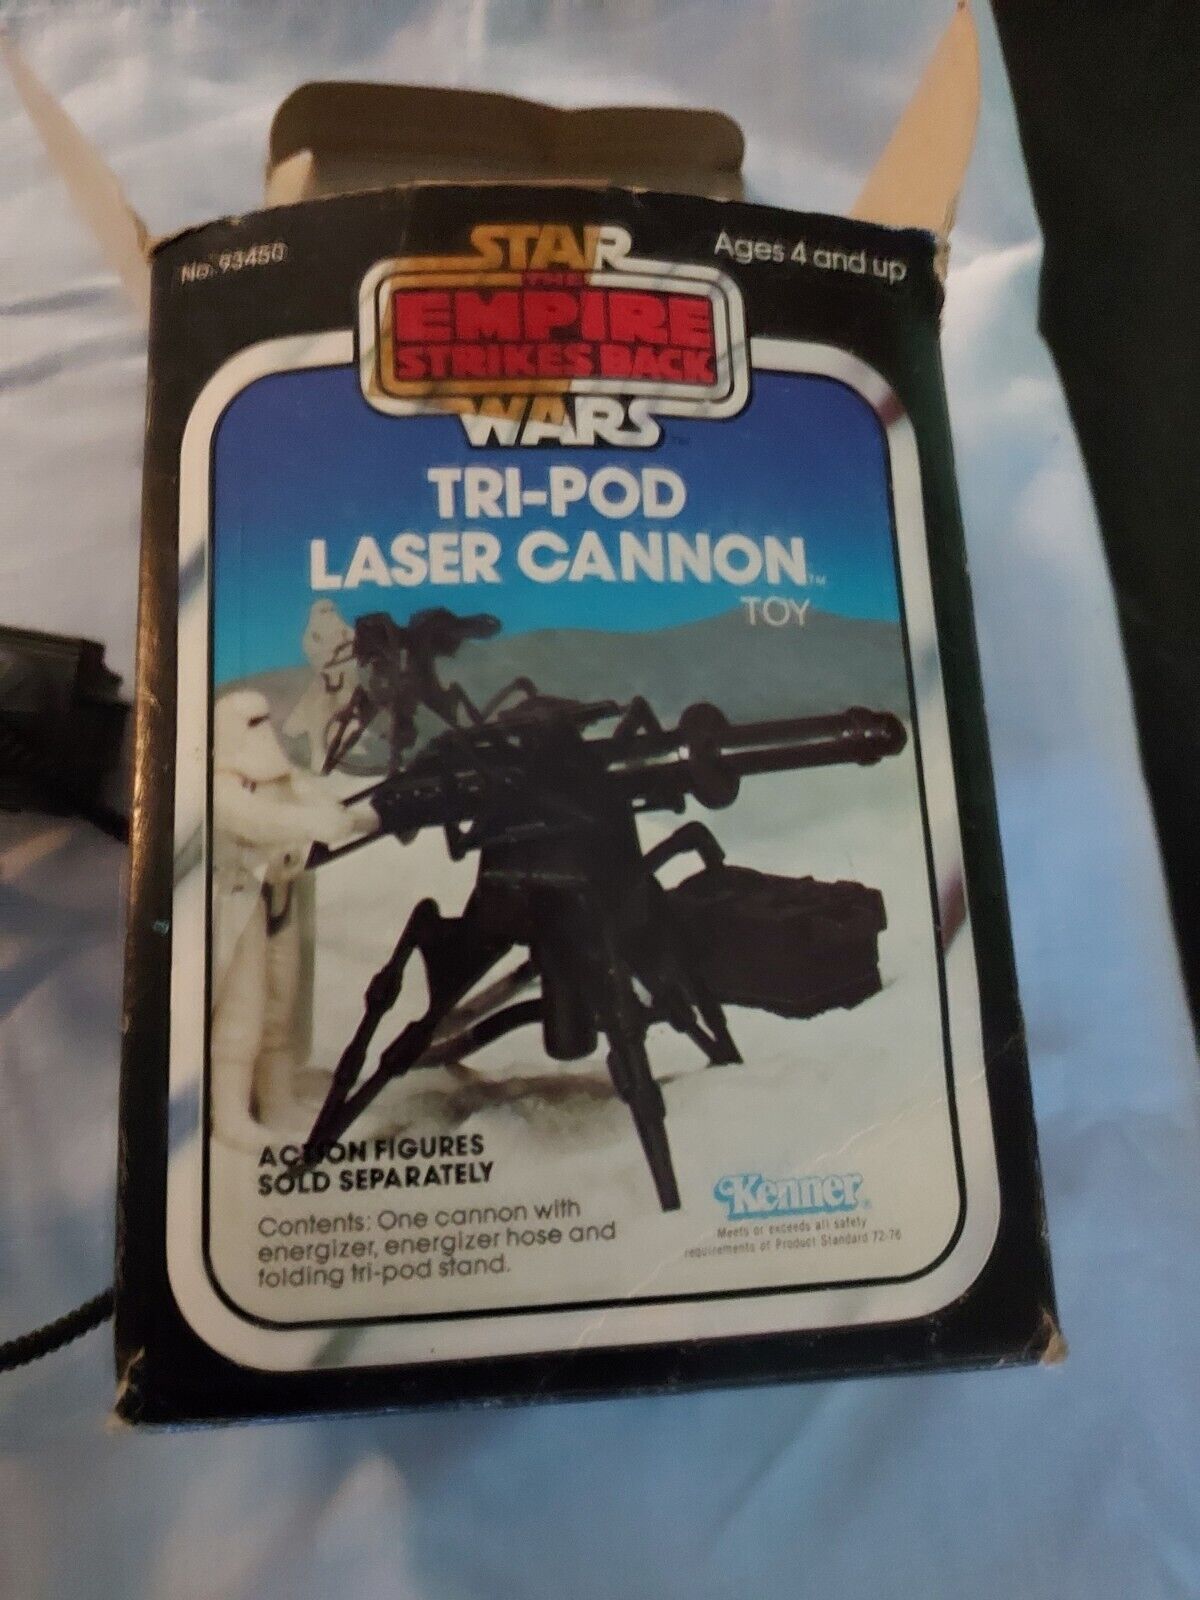 No. 93450
Ages 4 and up
STAR
THE
EMPIRE
STRIKES BACK
WARS™
TRI-POD
LASER CANNON™
TOY
ACTION FIGURES
SOLD SEPARATELY
Contents: One cannon with
energizer, energizer hose and
folding tri-pod stand.
Kenner®
Meets or exceeds all safety
requirements of Product Standard 72-76